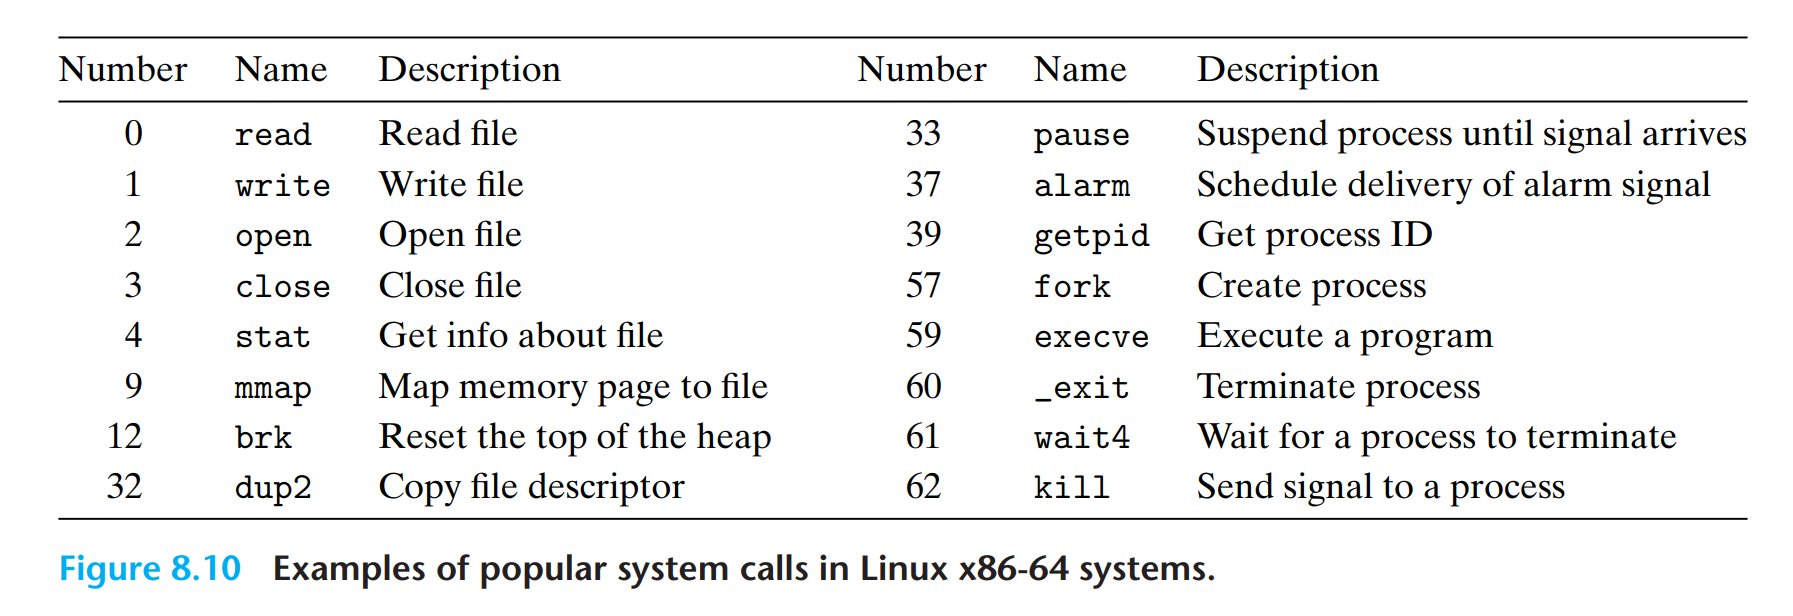 Number Name Description Number Name Description
0 read Read file 33 pause Suspend process until signal arrives
1 write Write file 37 alarm Schedule delivery of alarm signal
2 open Open file 39 getpid Get process ID
3 close Close file 57 fork Create process
4 stat Get info about file 59 execve Execute a program
9 mmap Map memory page to file 60 _exit Terminate process
12 brk Reset the top of the heap 61 wait4 Wait for a process to terminate
32 dup2 Copy file descriptor 62 kill Send signal to a process
Figure 8.10 Examples of popular system calls in Linux x86-64 systems.